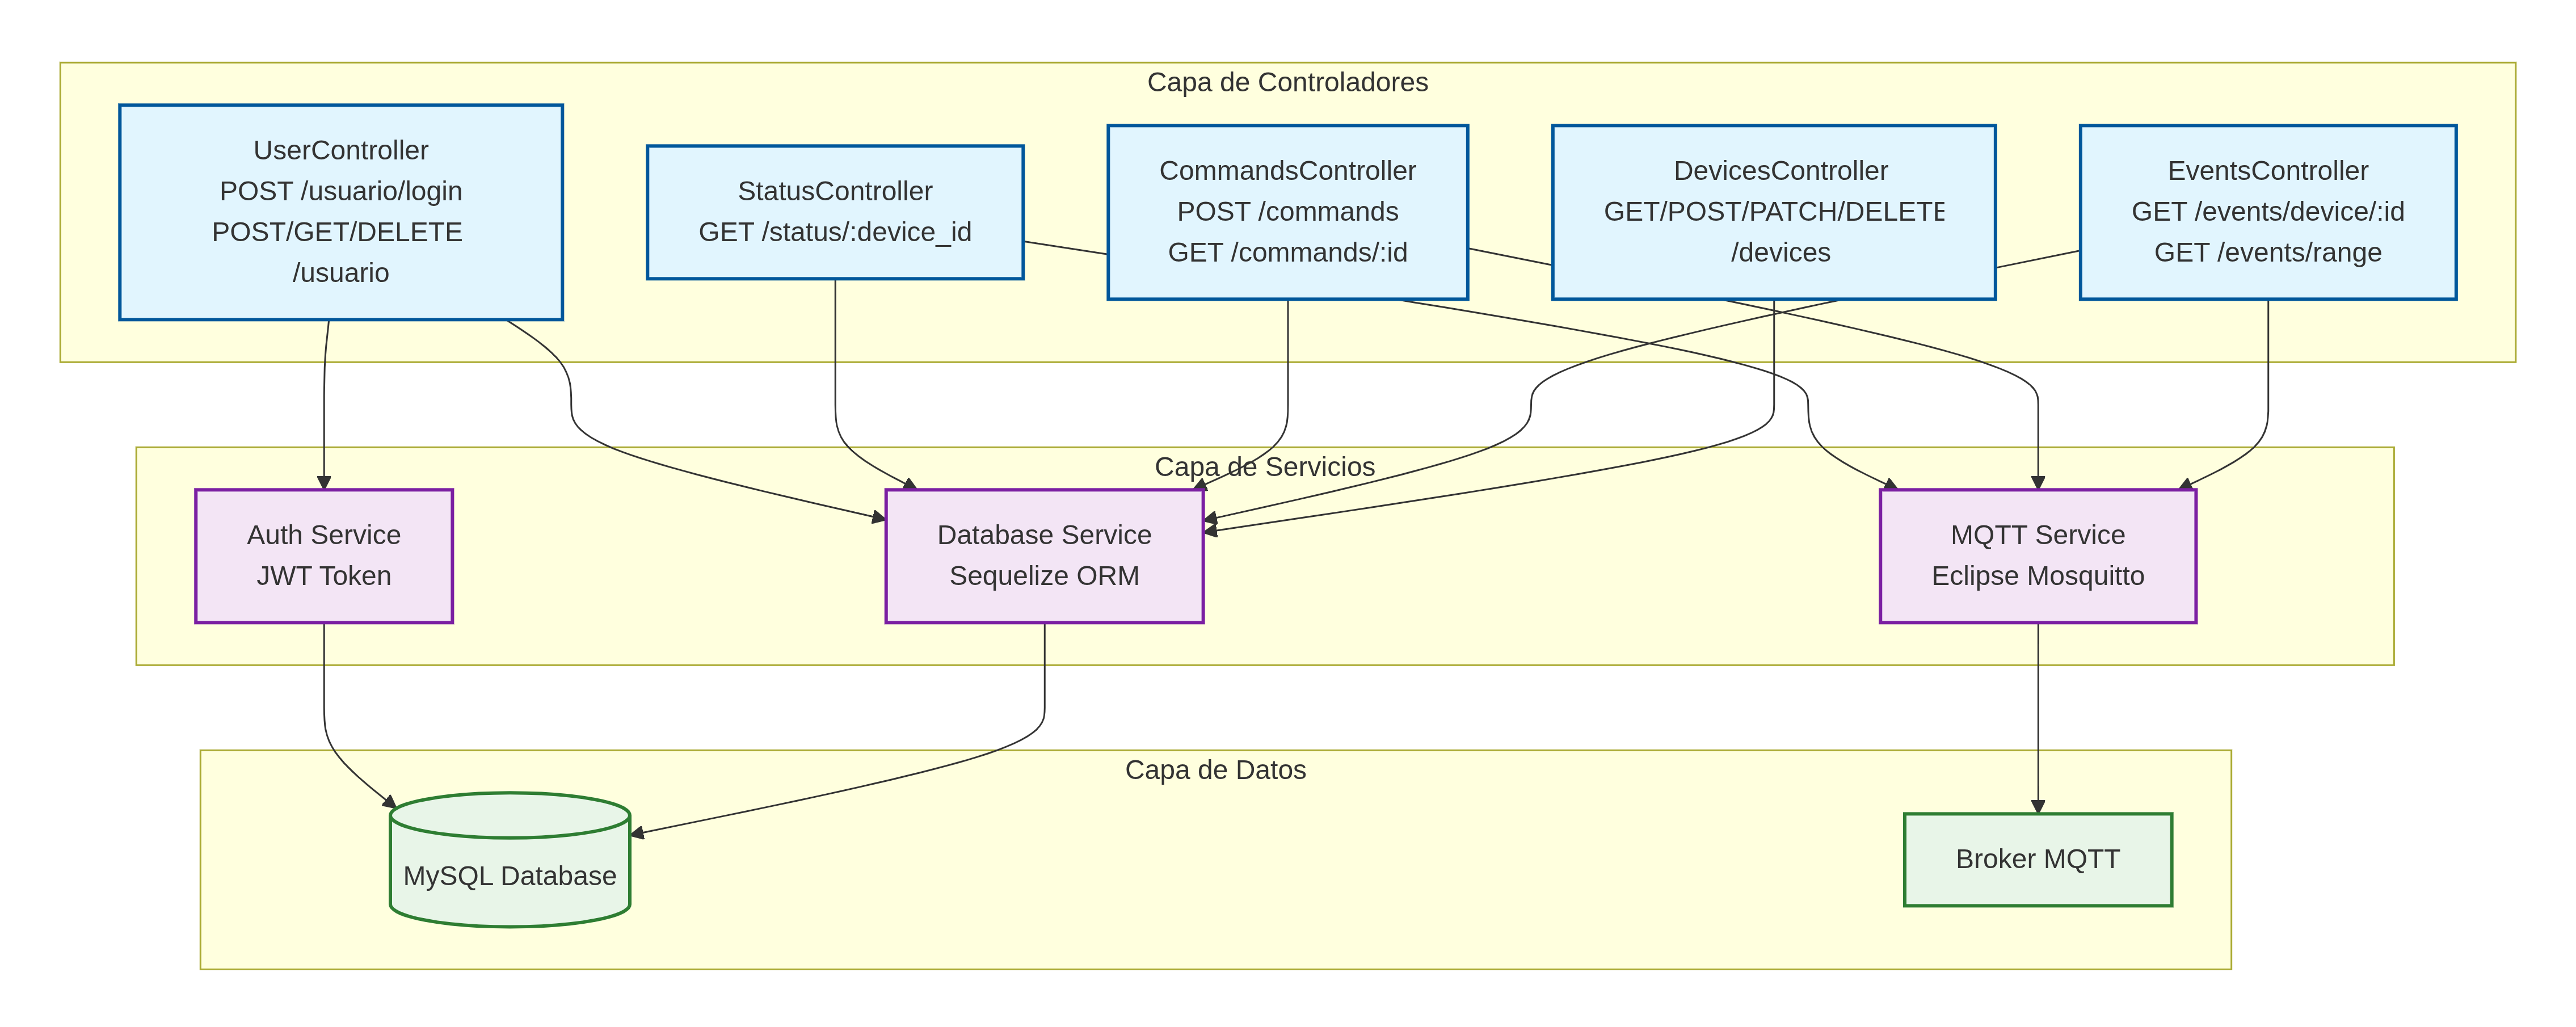 Capa de Controladores
UserController
POST /usuario/login
POST/GET/DELETE
/usuario
StatusController
GET /status/:device_id
CommandsController
POST /commands
GET /commands/:id
DevicesController
GET/POST/PATCH/DELETE
/devices
EventsController
GET /events/device/:id
GET /events/range
Capa de Servicios
Auth Service
JWT Token
Database Service
Sequelize ORM
MQTT Service
Eclipse Mosquitto
Capa de Datos
MySQL Database
Broker MQTT